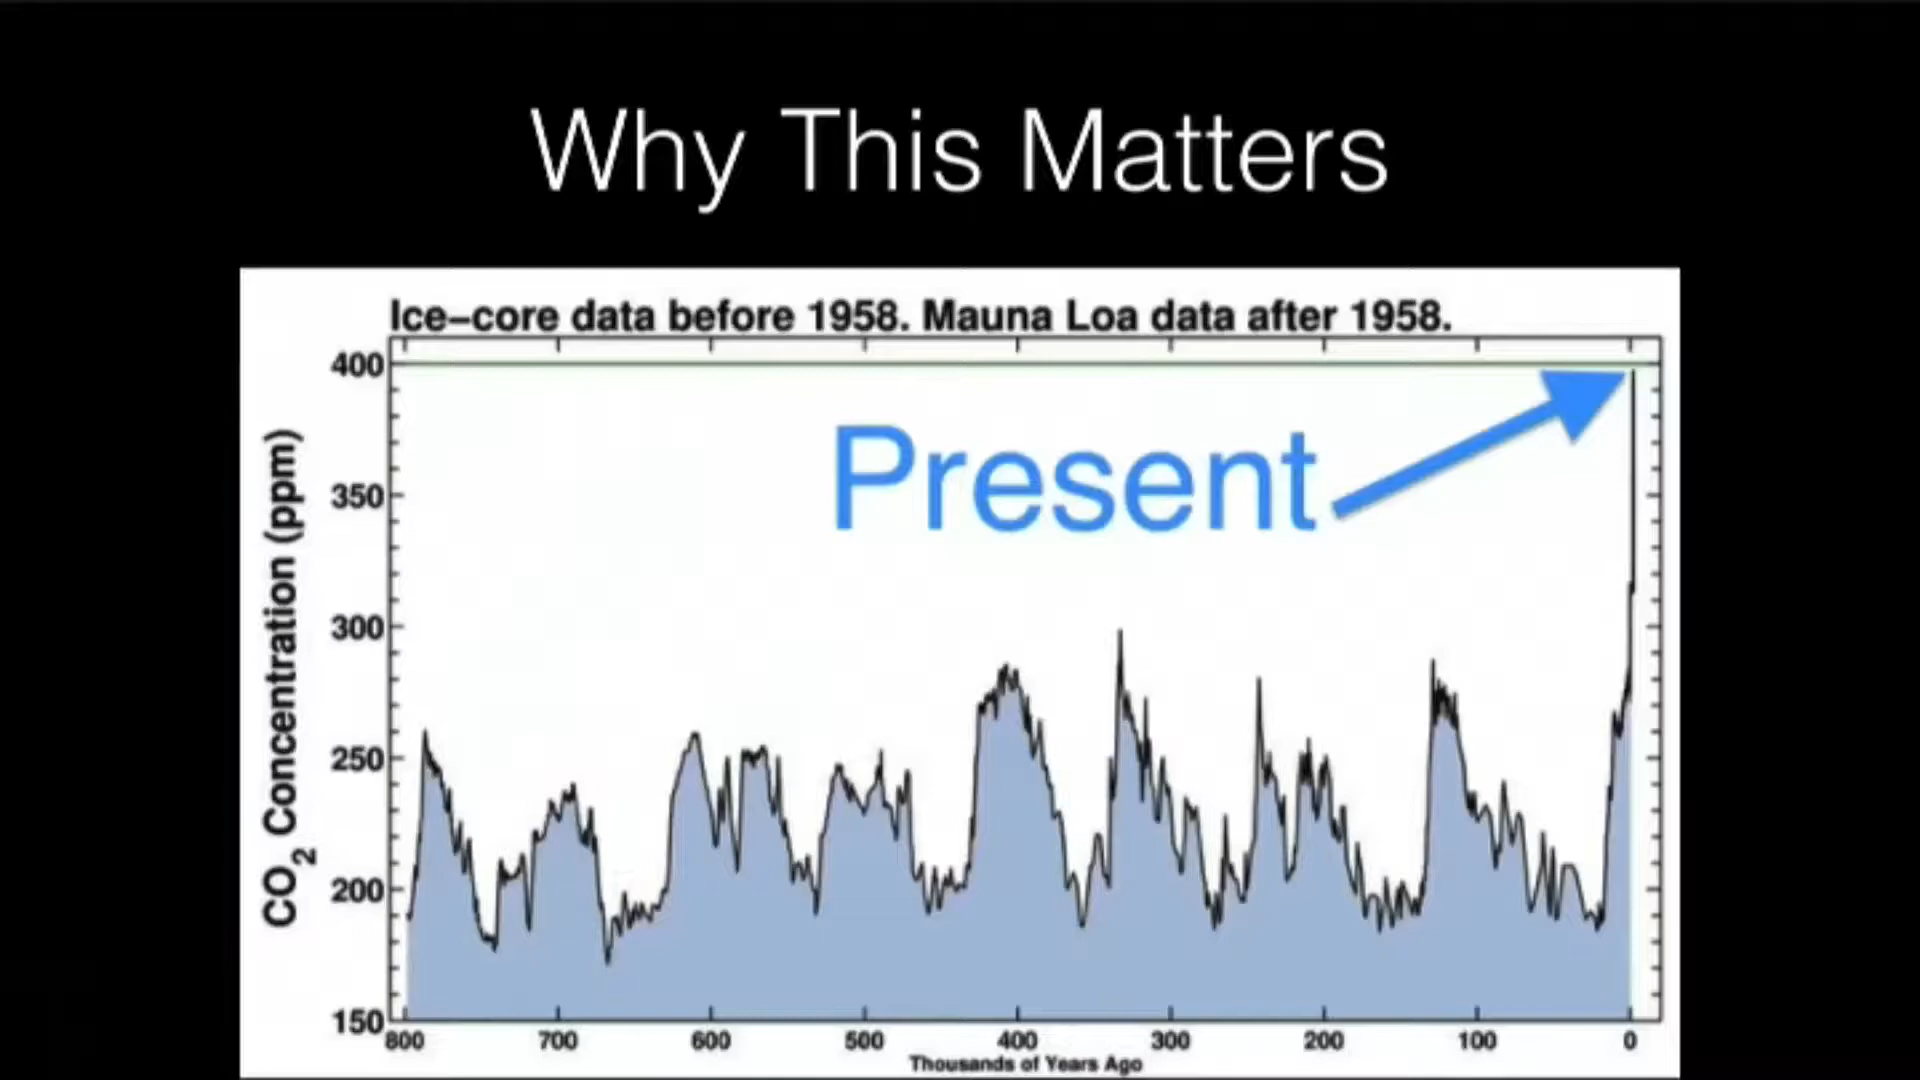 Why This Matters
Ice-core data before 1958. Mauna Loa data after 1958.
400
350
300
250
200
150
CO2 Concentration (ppm)
Present
800 700 600 500 400 300 200 100 0
Thousands of Years Ago